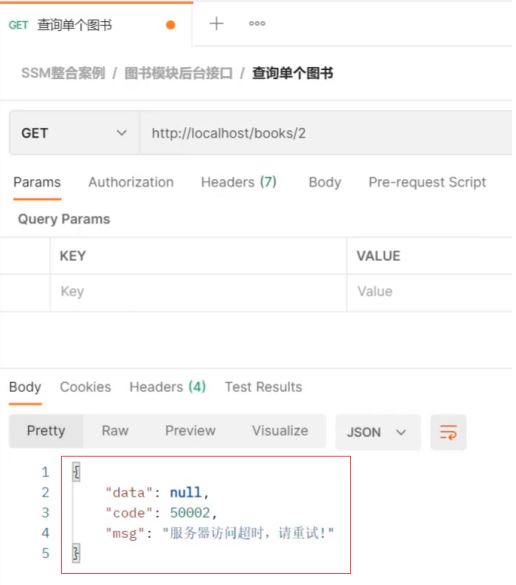 GET 查询单个图书
SSM整合案例 / 图书模块后台接口 / 查询单个图书
GET http://localhost/books/2
Params Authorization Headers (7) Body Pre-request Script
Query Params
KEY VALUE
Key Value
Body Cookies Headers (4) Test Results
Pretty Raw Preview Visualize JSON
1 {
2 "data": null,
3 "code": 50002,
4 "msg": "服务器访问超时，请重试!"
5 }